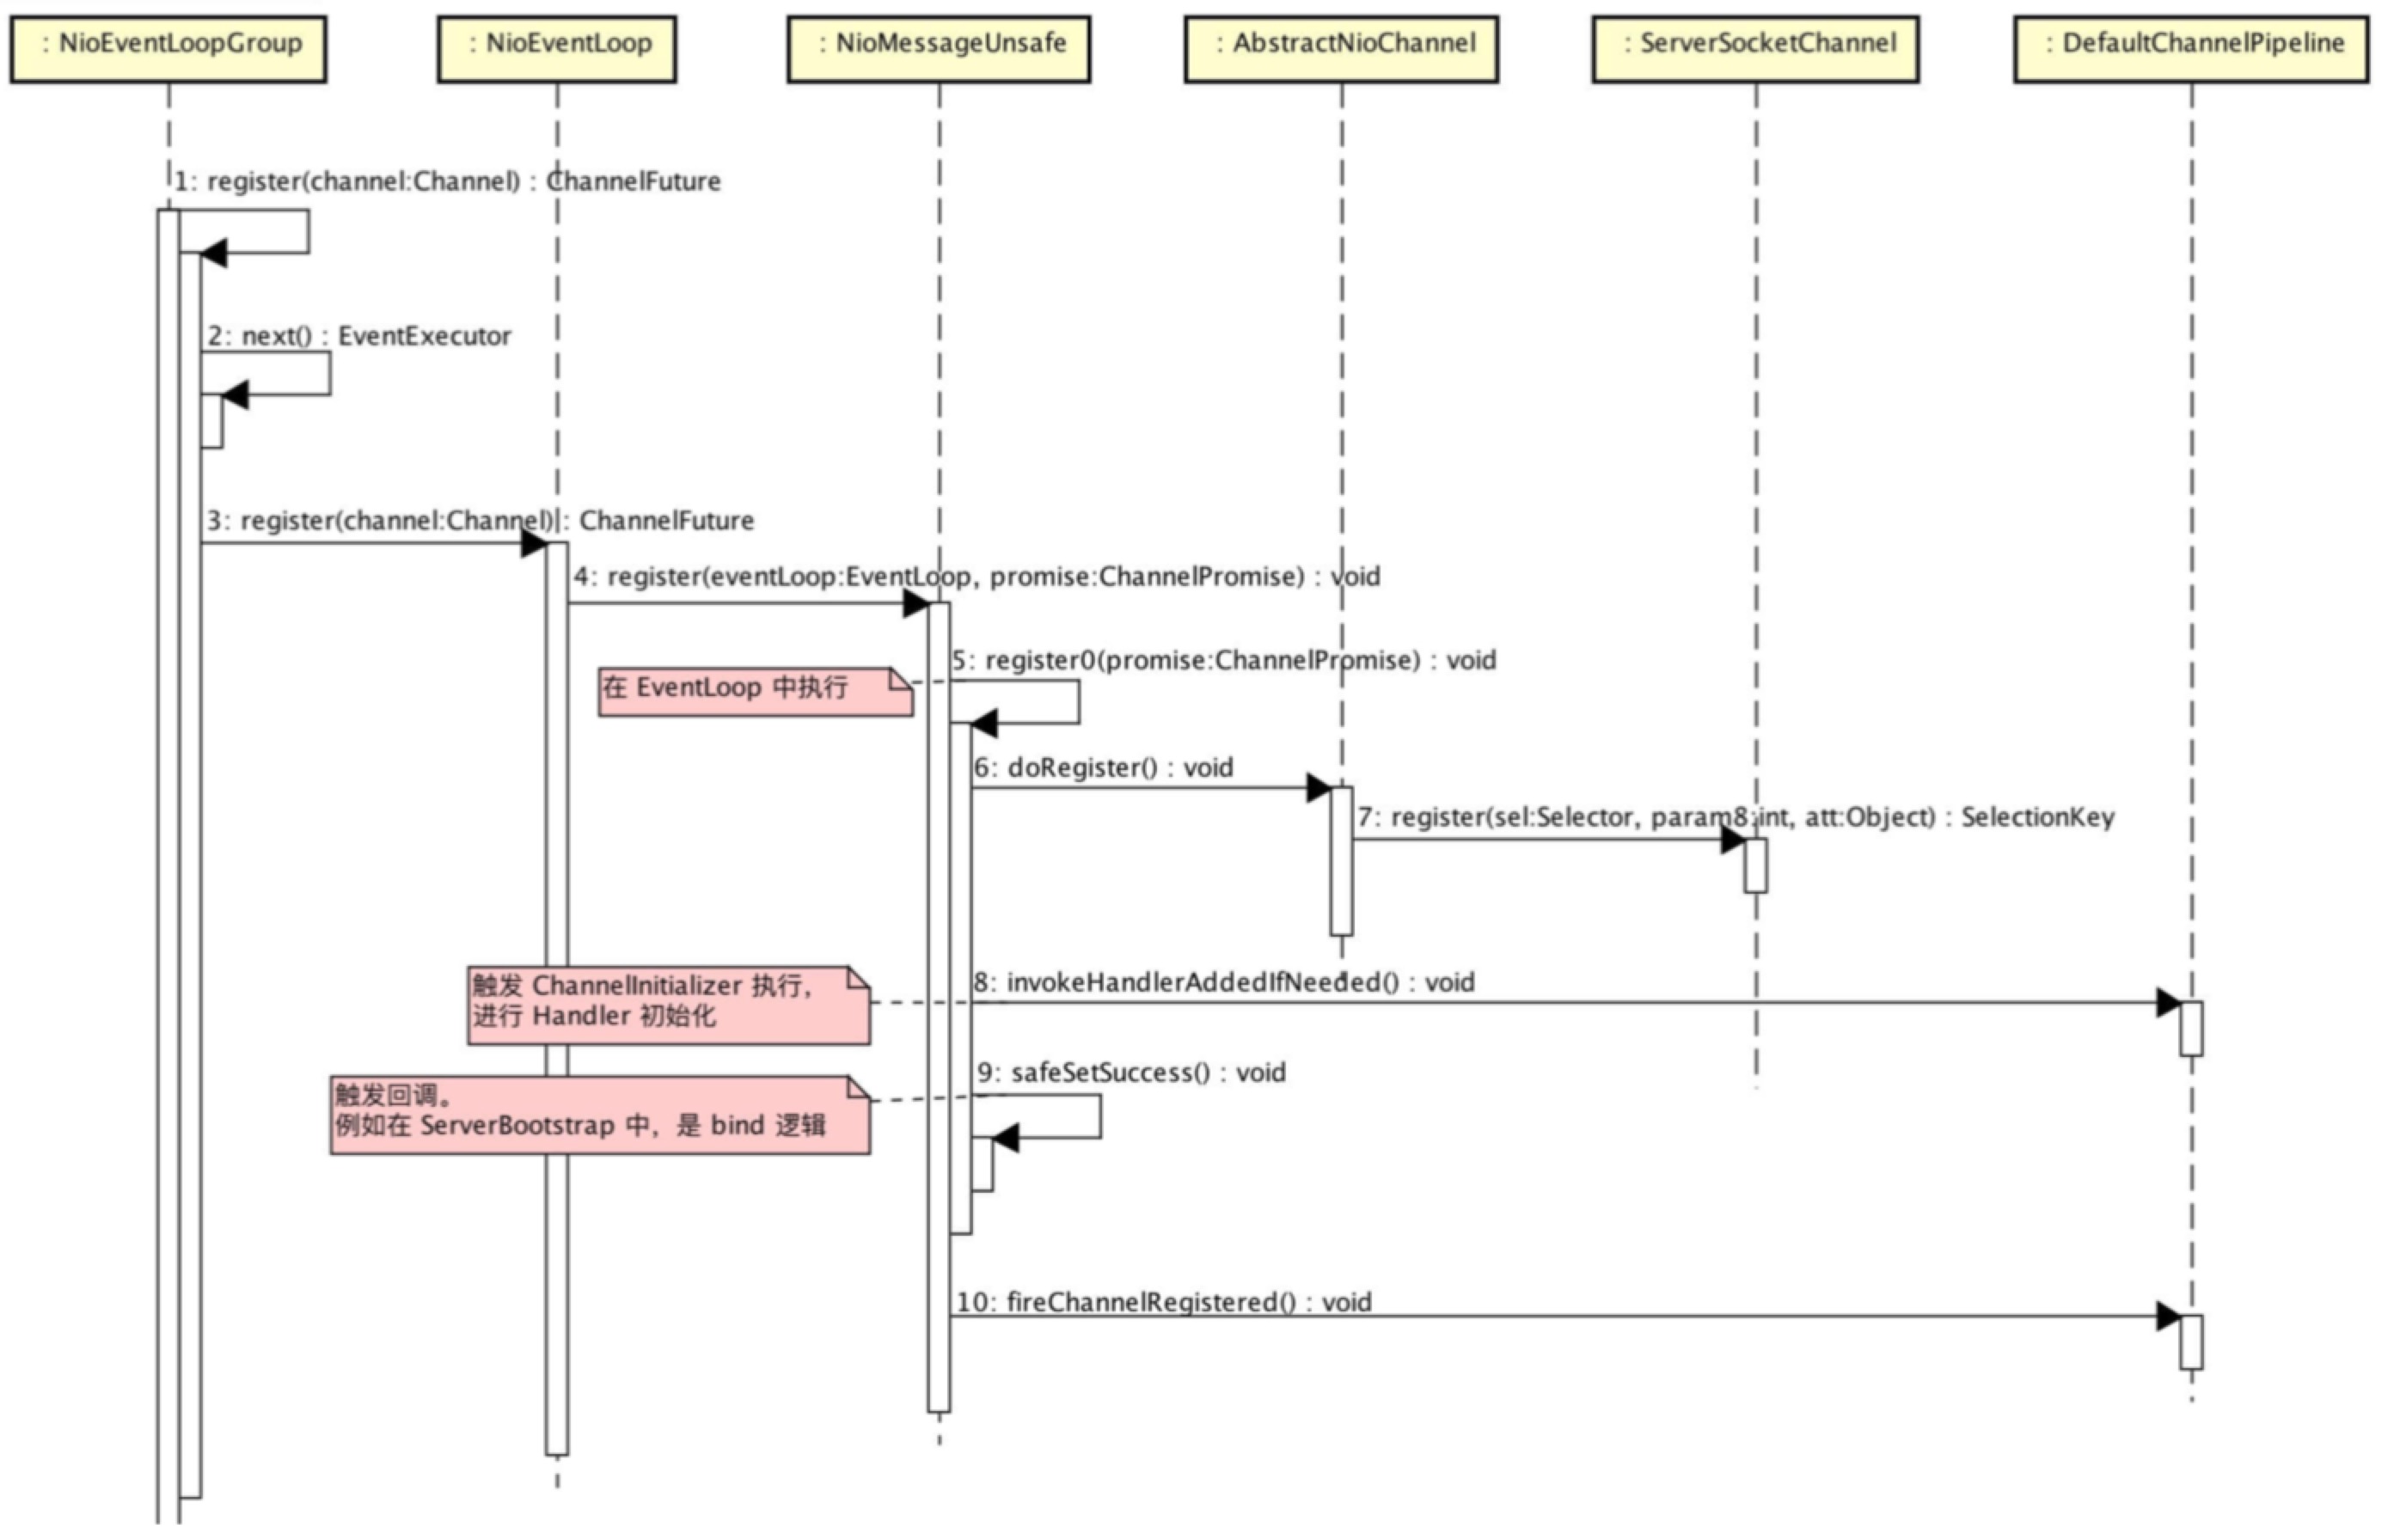 : NioEventLoopGroup
: NioEventLoop
: NioMessageUnsafe
: AbstractNioChannel
: ServerSocketChannel
: DefaultChannelPipeline
1: register(channel:Channel) : ChannelFuture
2: next() : EventExecutor
3: register(channel:Channel) : ChannelFuture
4: register(eventLoop:EventLoop, promise:ChannelPromise) : void
5: register0(promise:ChannelPromise) : void
在 EventLoop 中执行
6: doRegister() : void
7: register(sel:Selector, param8:int, att:Object) : SelectionKey
触发 ChannelInitializer 执行，
进行 Handler 初始化
8: invokeHandlerAddedIfNeeded() : void
9: safeSetSuccess() : void
触发回调。
例如在 ServerBootstrap 中，是 bind 逻辑
10: fireChannelRegistered() : void